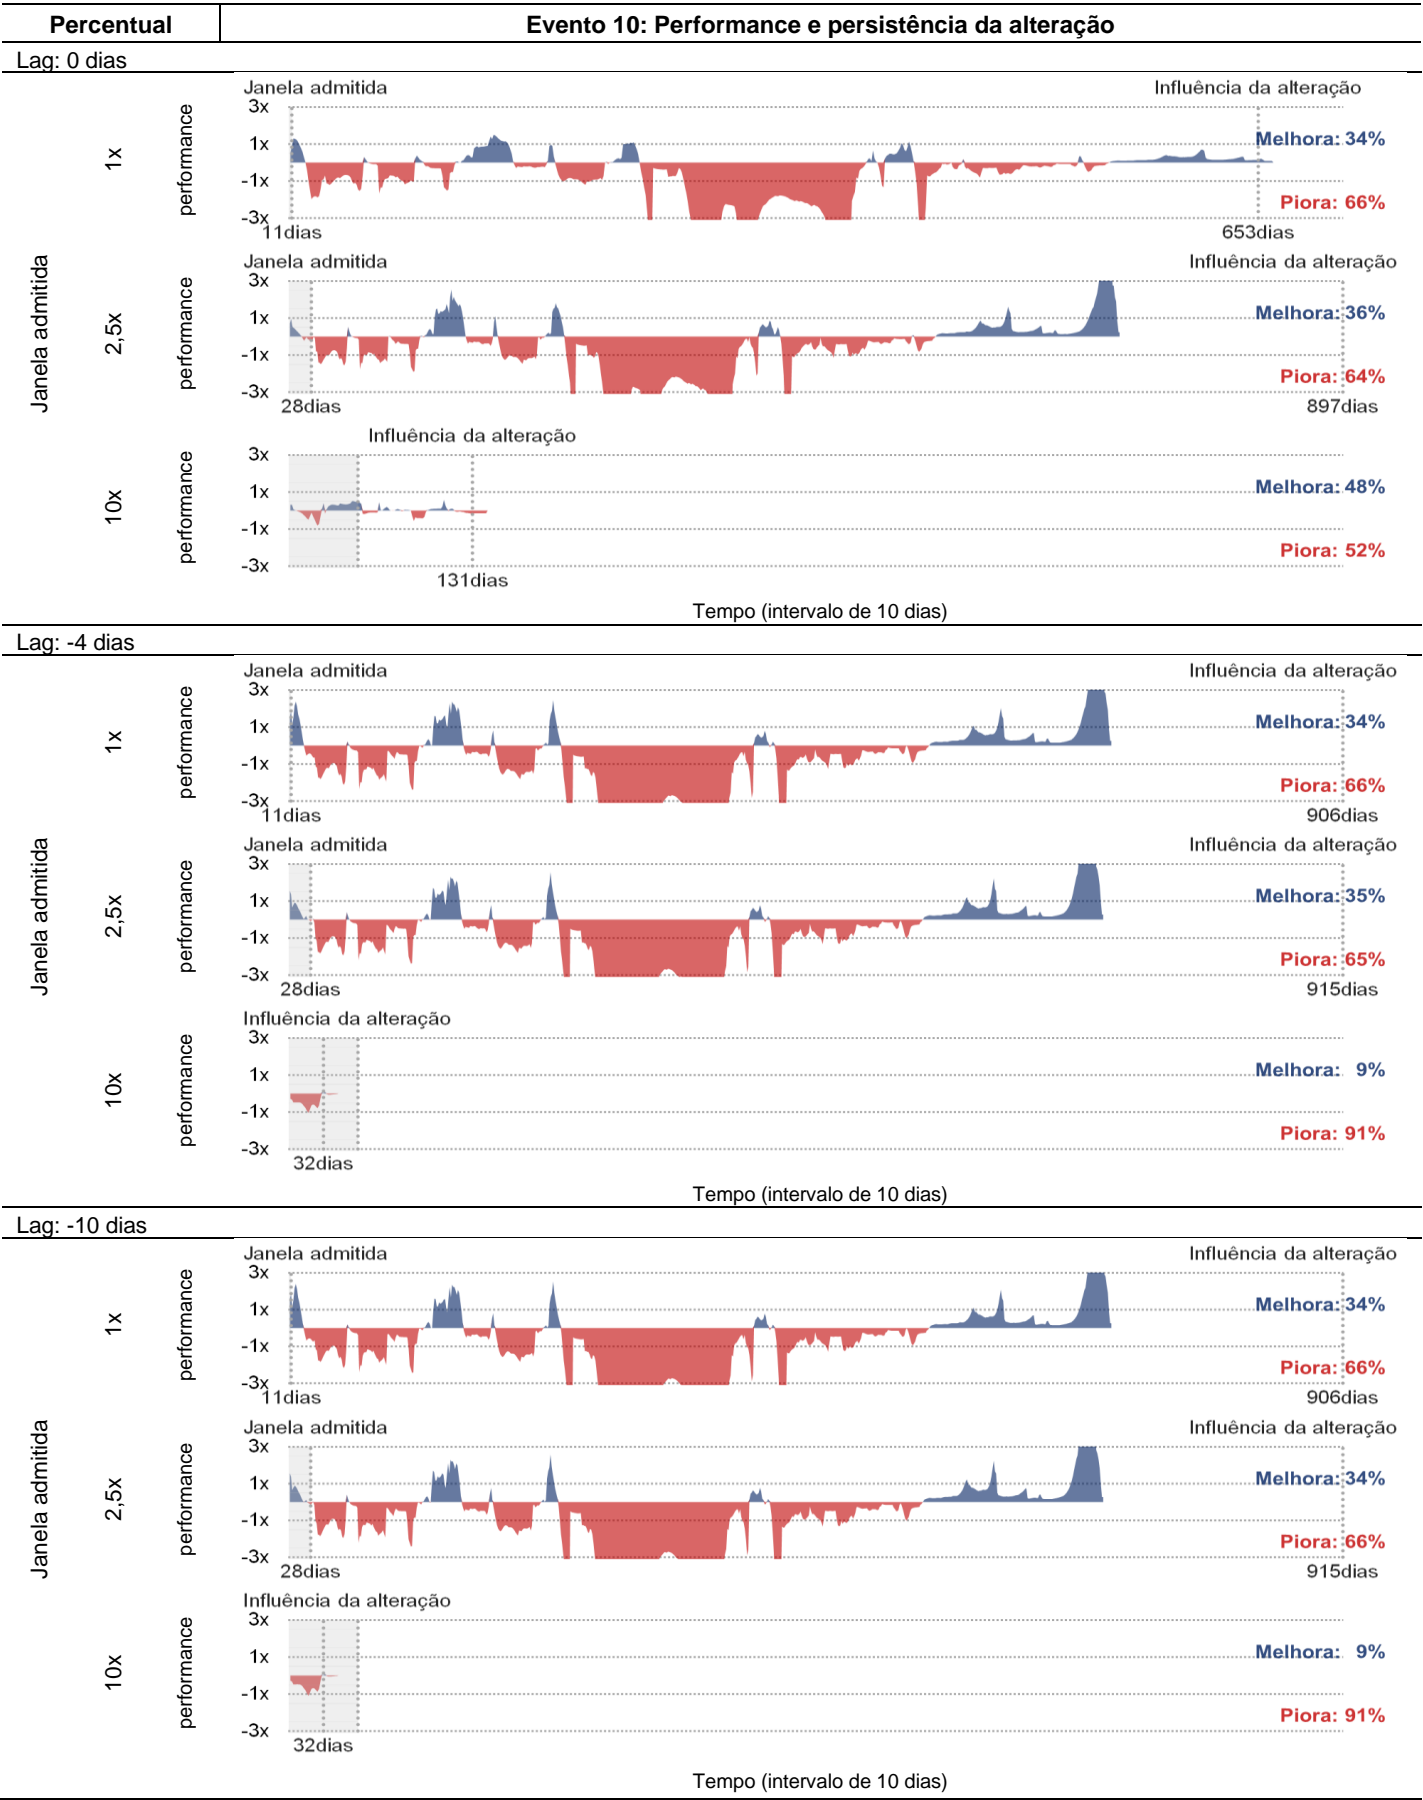 Percentual Evento 10: Performance e persistência da alteração
Lag: 0 dias
Janela admitida
1x
performance
Janela admitida Influência da alteração
3x
1x
-1x
-3x
Melhora: 34%
Piora: 66%
11dias 653dias
2,5x
performance
Janela admitida Influência da alteração
3x
1x
-1x
-3x
Melhora: 36%
Piora: 64%
28dias 897dias
10x
performance
Influência da alteração
3x
1x
-1x
-3x
Melhora: 48%
Piora: 52%
131dias
Tempo (intervalo de 10 dias)
Lag: -4 dias
Janela admitida
1x
performance
Janela admitida Influência da alteração
3x
1x
-1x
-3x
Melhora: 34%
Piora: 66%
11dias 906dias
2,5x
performance
Janela admitida Influência da alteração
3x
1x
-1x
-3x
Melhora: 35%
Piora: 65%
28dias 915dias
10x
performance
Influência da alteração
3x
1x
-1x
-3x
Melhora: 9%
Piora: 91%
32dias
Tempo (intervalo de 10 dias)
Lag: -10 dias
Janela admitida
1x
performance
Janela admitida Influência da alteração
3x
1x
-1x
-3x
Melhora: 34%
Piora: 66%
11dias 906dias
2,5x
performance
Janela admitida Influência da alteração
3x
1x
-1x
-3x
Melhora: 34%
Piora: 66%
28dias 915dias
10x
performance
Influência da alteração
3x
1x
-1x
-3x
Melhora: 9%
Piora: 91%
32dias
Tempo (intervalo de 10 dias)